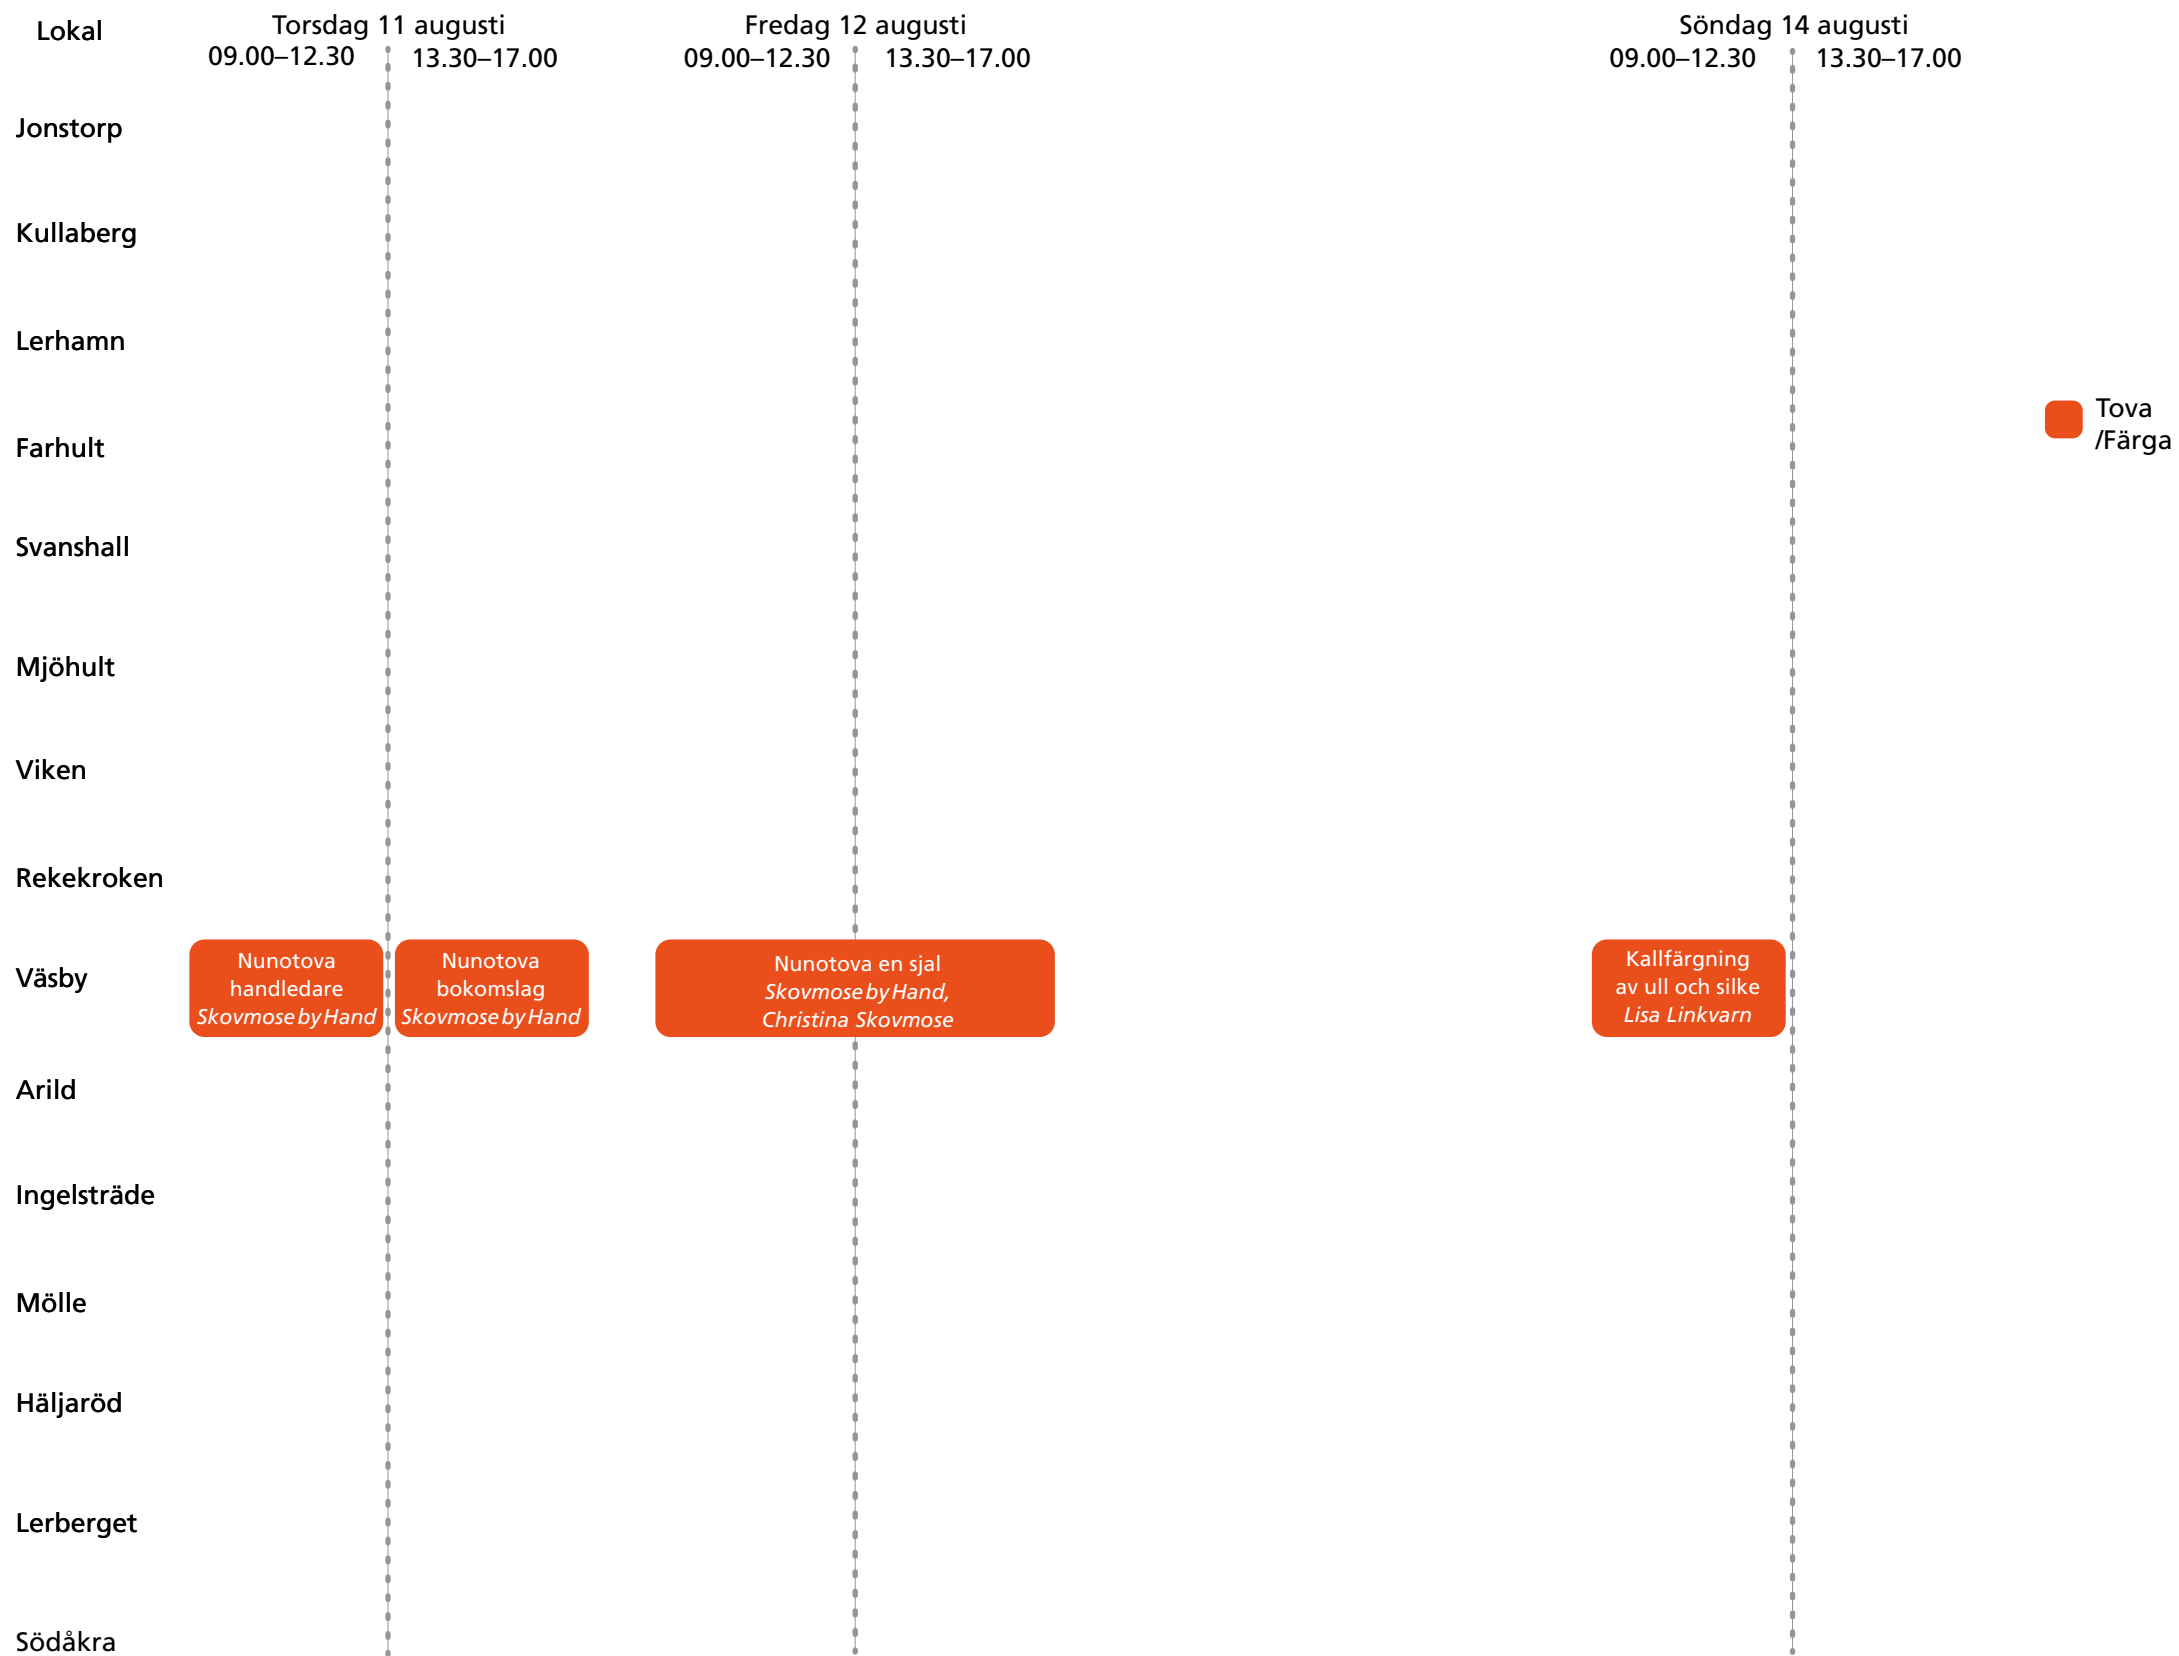 Lokal
Torsdag 11 augusti
09.00–12.30
13.30–17.00
Fredag 12 augusti
09.00–12.30
13.30–17.00
Söndag 14 augusti
09.00–12.30
13.30–17.00
Jonstorp
Kullaberg
Lerhamn
Tova
/Färga
Farhult
Svanshall
Mjöhult
Viken
Rekekroken
Väsby
Nunotova
handledare
Skovmose by Hand
Nunotova
bokomslag
Skovmose by Hand
Nunotova en sjal
Skovmose by Hand,
Christina Skovmose
Kallfärgning
av ull och silke
Lisa Linkvarn
Arild
Ingelsträde
Mölle
Häljaröd
Lerberget
Södåkra